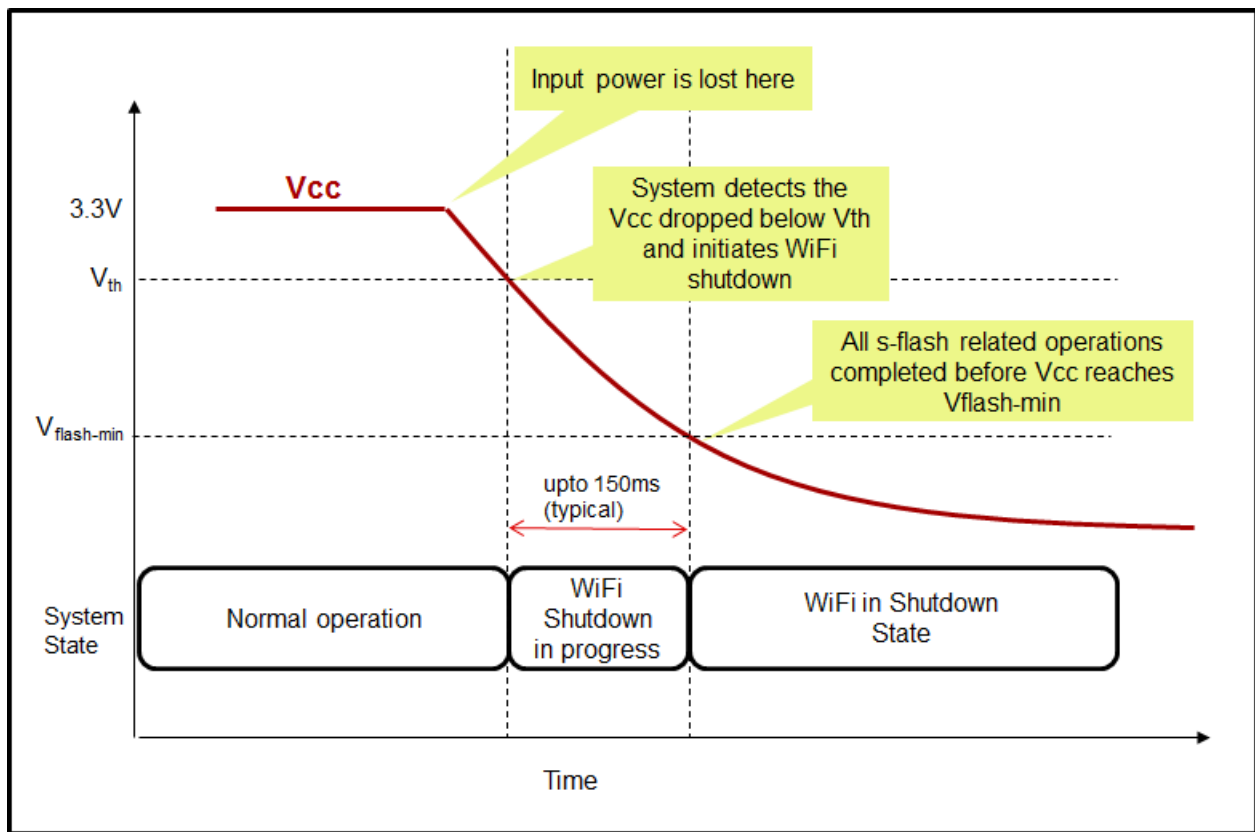 Input power is lost here
Vcc
3.3V
System detects the
Vcc dropped below Vth
and initiates WiFi
shutdown
Vth
All s-flash related operations
completed before Vcc reaches
Vflash-min
Vflash-min
upto 150ms
(typical)
System
State
Normal operation
WiFi
Shutdown
in progress
WiFi in Shutdown
State
Time